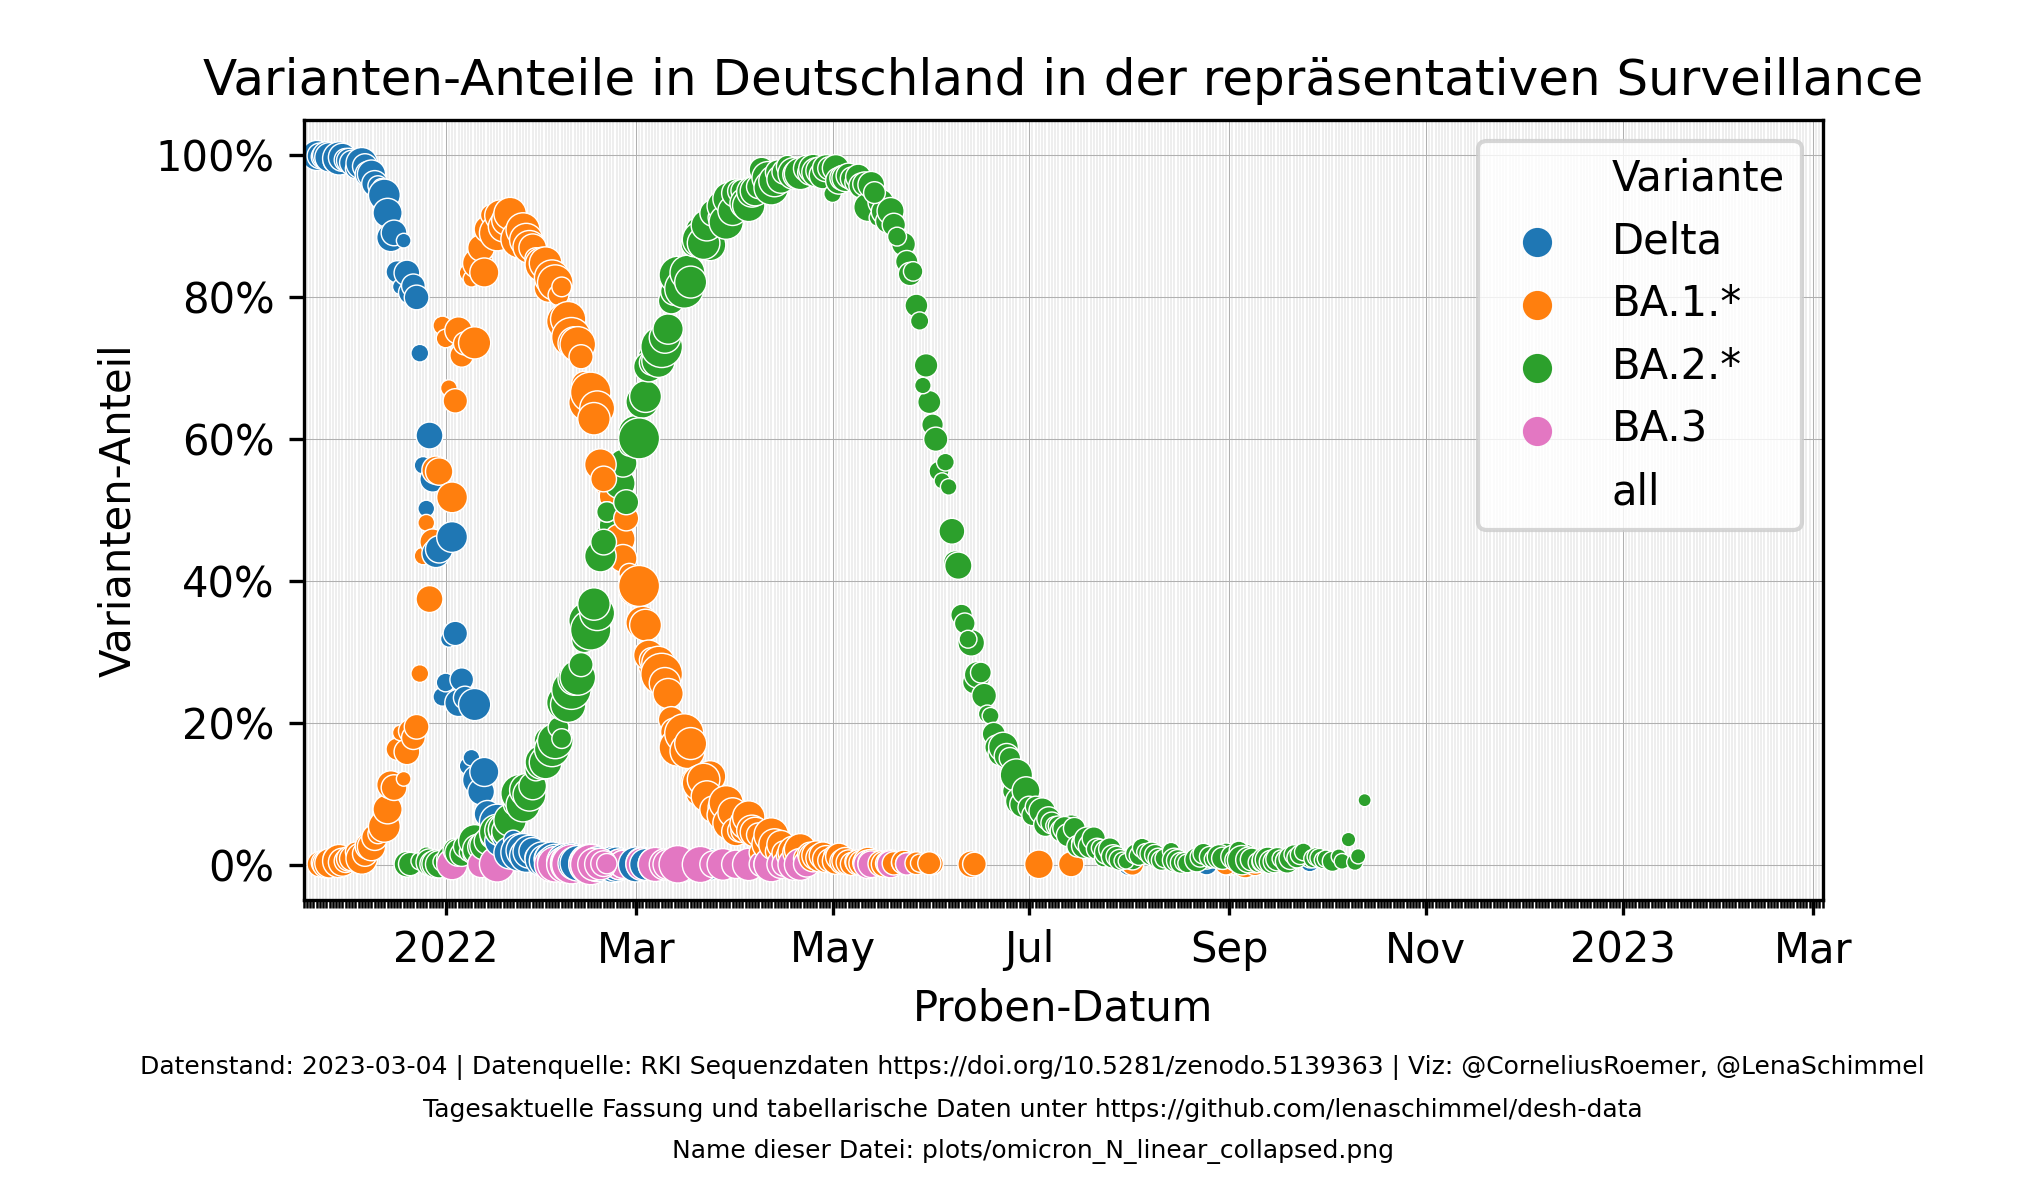 Varianten-Anteile in Deutschland in der repräsentativen Surveillance
100%
80%
60%
40%
20%
0%
Varianten-Anteil
Variante
Delta
BA.1.*
BA.2.*
BA.3
all
2022
Mar
May
Jul
Sep
Nov
2023
Mar
Proben-Datum
Datenstand: 2023-03-04 | Datenquelle: RKI Sequenzdaten https://doi.org/10.5281/zenodo.5139363 | Viz: @CorneliusRoemer, @LenaSchimmel
Tagesaktuelle Fassung und tabellarische Daten unter https://github.com/lenaschimmel/desh-data
Name dieser Datei: plots/omicron_N_linear_collapsed.png